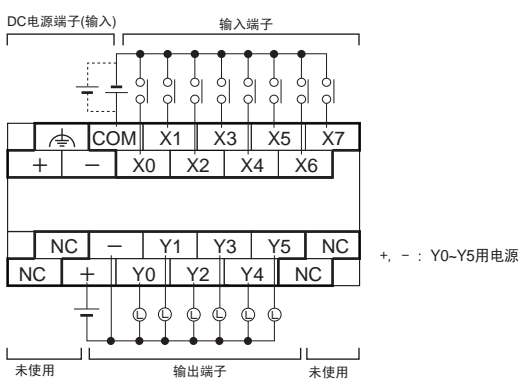 DC电源端子(输入)
输入端子
COM X1 X3 X5 X7
+ − X0 X2 X4 X6
NC − Y1 Y3 Y5 NC
NC + Y0 Y2 Y4 NC
+, − : Y0~Y5用电源
L L L L L L
未使用
输出端子
未使用